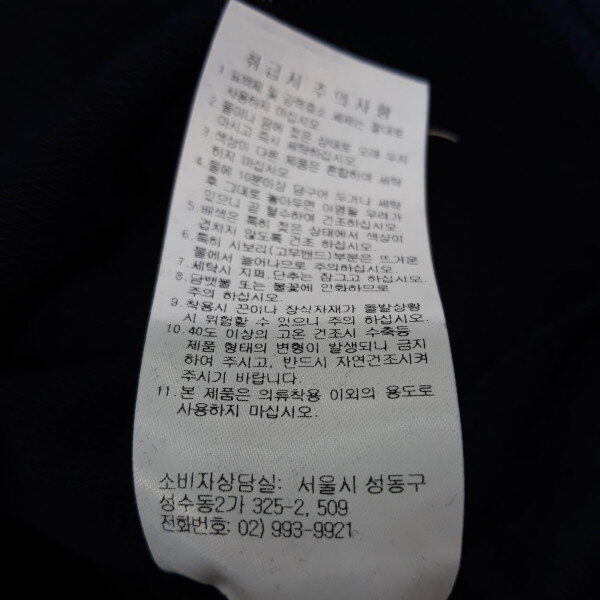 취급시 주의사항
1. 표백제 및 강력효소 세제는 절대로
사용하지 마십시오
2. 물이나 땀에 젖은 상태로 오래 두지
마시고 즉시 세탁하십시오.
3. 색상이 다른 제품은 혼합하여 세탁
하지 마십시오
4. 물에 10분이상 담구어 두거나 세탁
후 그대로 놓아두면 이염될 우려가
있으니 곧 탈수하여 건조하십시오.
5. 배색은 특히 젖은 상태에서 색상이
겹치지 않도록 건조 하십시오.
6. 특히 시보리(고무밴드)부분은 뜨거운
물에서 늘어나므로 주의하십시오.
7. 세탁시 지퍼,단추는 잠그고 하십시오.
8. 담뱃불 또는 불꽃에 인화하므로
주의 하십시오.
9. 착용시 끈이나 장식자재가 돌발상황
시 위험할 수 있으니 주의 하십시오.
10. 40도 이상의 고온 건조시 수축등
제품 형태의 변형이 발생되니 금지
하여 주시고, 반드시 자연건조시켜
주시기 바랍니다.
11. 본 제품은 의류착용 이외의 용도로
사용하지 마십시오.
소비자상담실: 서울시 성동구
성수동2가 325-2, 509
전화번호: 02) 993-9921